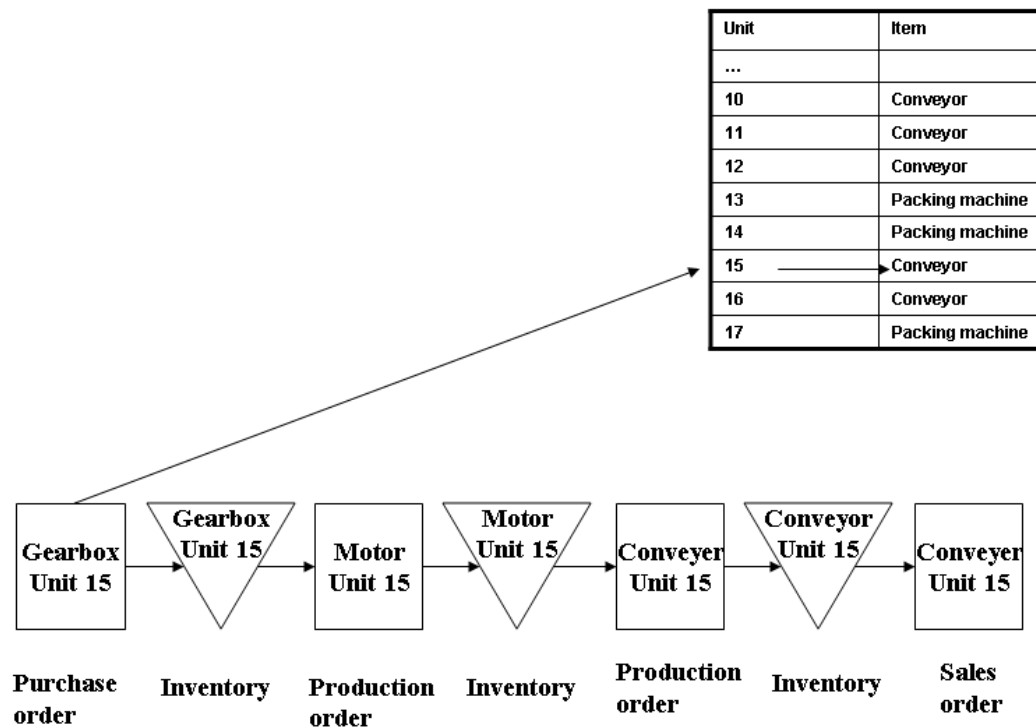 Unit Item
...
10 Conveyor
11 Conveyor
12 Conveyor
13 Packing machine
14 Packing machine
15 Conveyor
16 Conveyor
17 Packing machine
Gearbox
Unit 15
Gearbox
Unit 15
Motor
Unit 15
Motor
Unit 15
Conveyer
Unit 15
Conveyor
Unit 15
Conveyer
Unit 15
Purchase
order
Inventory
Production
order
Inventory
Production
order
Inventory
Sales
order